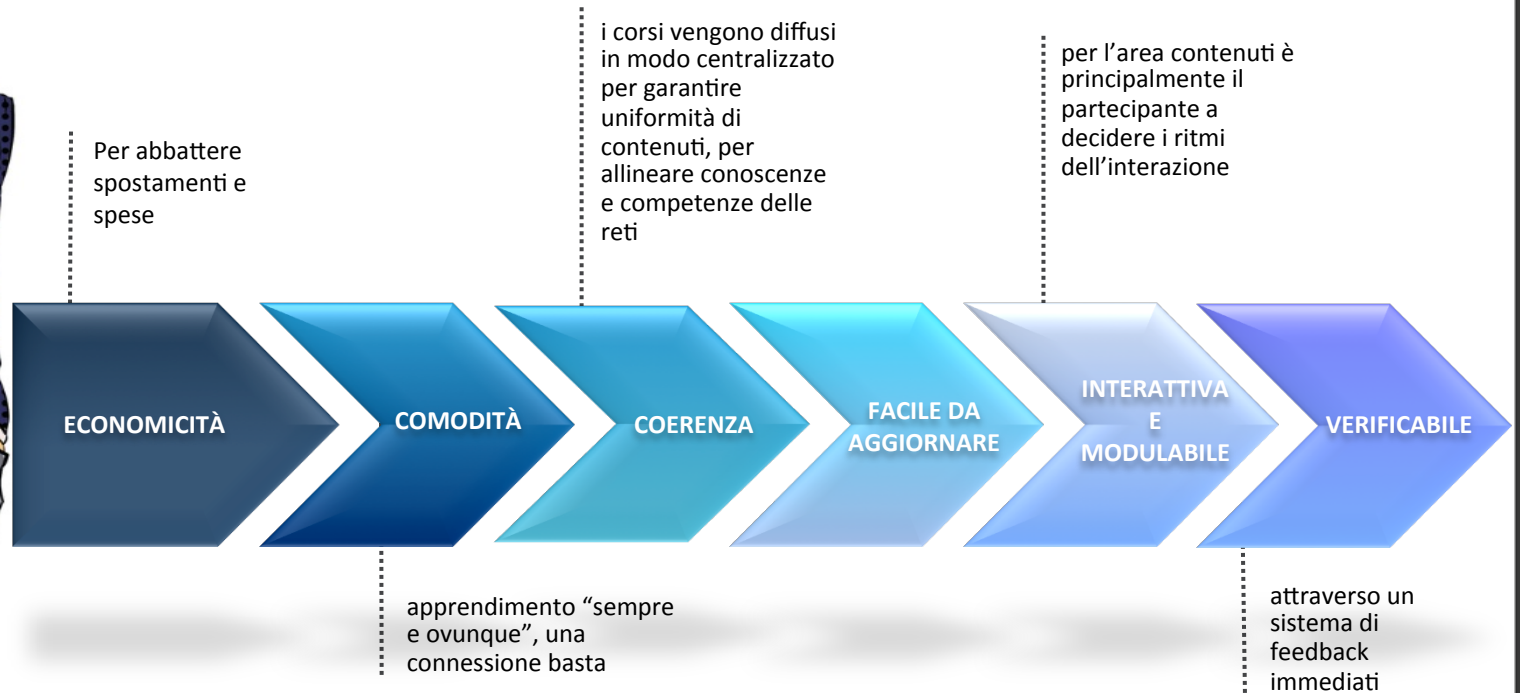 Per abbattere
spostamenti e
spese
i corsi vengono diffusi
in modo centralizzato
per garantire
uniformità di
contenuti, per
allineare conoscenze
e competenze delle
reti
per l’area contenuti è
principalmente il
partecipante a
decidere i ritmi
dell’interazione
ECONOMICITÀ
COMODITÀ
COERENZA
FACILE DA
AGGIORNARE
INTERATTIVA
E
MODULABILE
VERIFICABILE
apprendimento “sempre
e ovunque”, una
connessione basta
attraverso un
sistema di
feedback
immediati